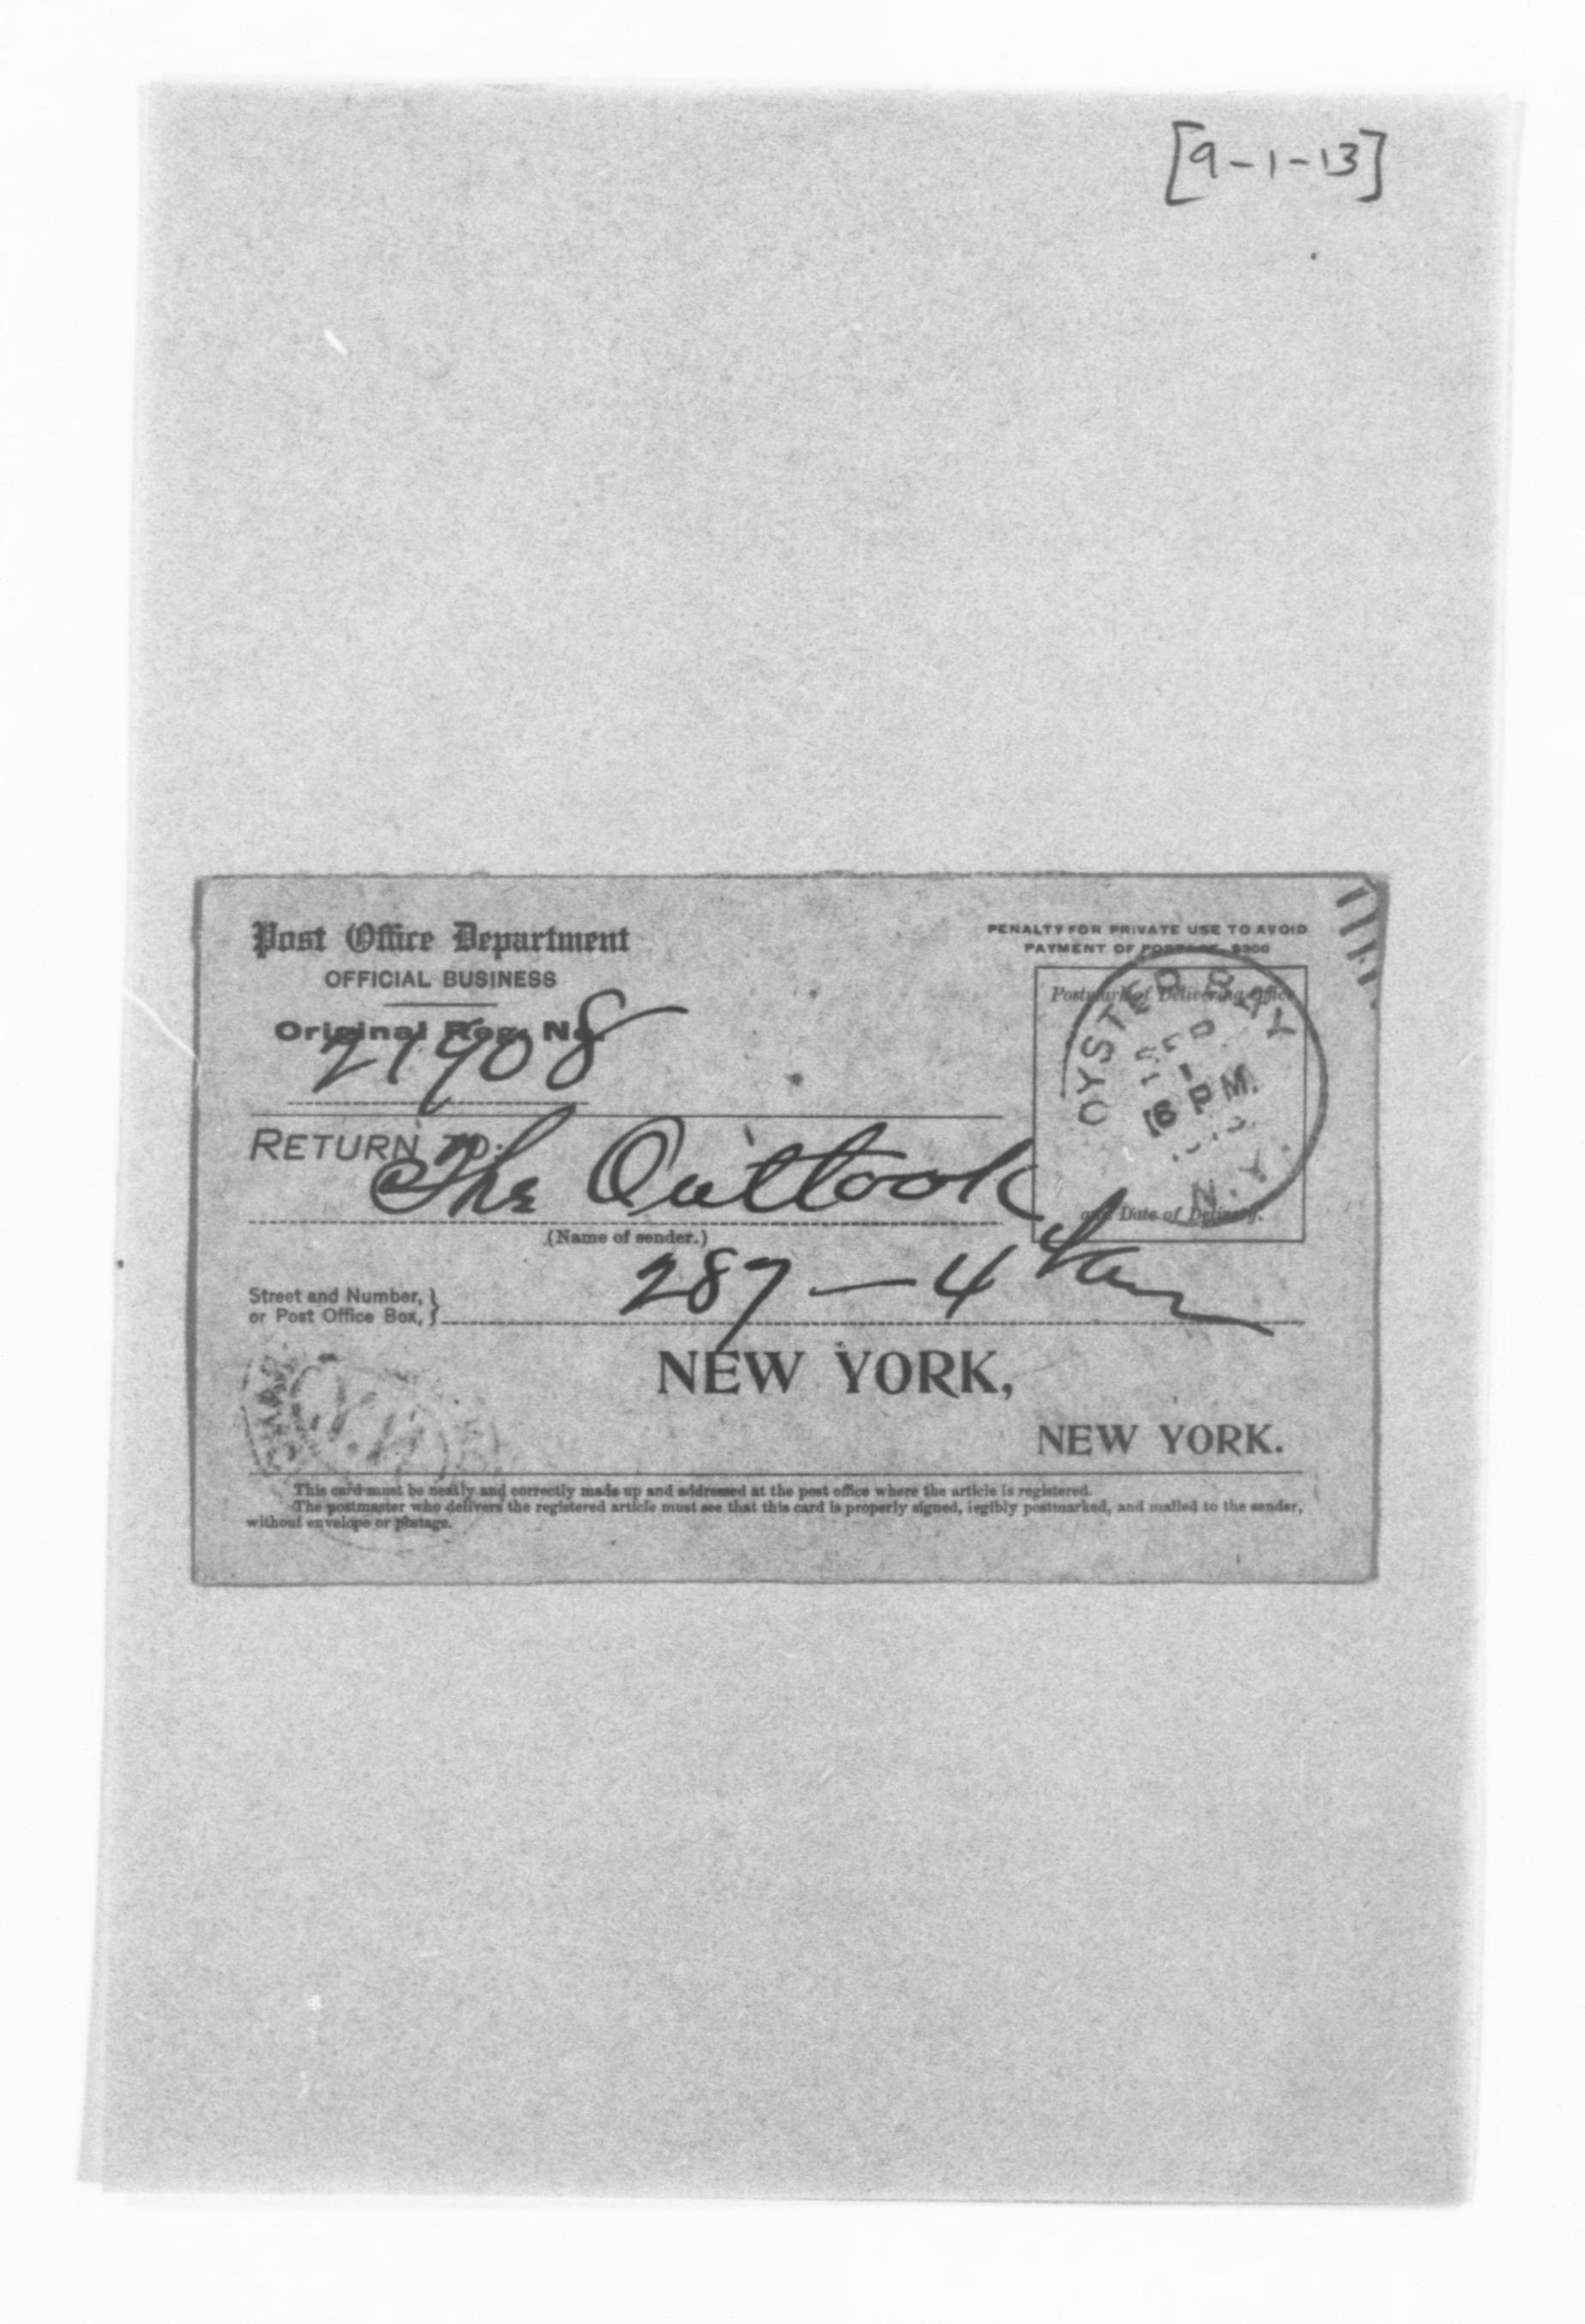 [9-1-13]
Post Office Department
OFFICIAL BUSINESS
Original Reg. No.
21908
PENALTY FOR PRIVATE USE TO AVOID
PAYMENT OF POSTAGE, $300
Postmark of Delivering Office
OYSTER BAY
6 PM
N.Y.
and Date of Delivery.
RETURN TO:
The Outlook
(Name of sender.)
Street and Number,
or Post Office Box,
287 – 4
NEW YORK,
NEW YORK.
This card must be neatly and correctly made up and addressed at the post office where the article is registered.
The postmaster who delivers the registered article must see that this card is properly signed, legibly postmarked, and mailed to the sender,
without envelope or postage.